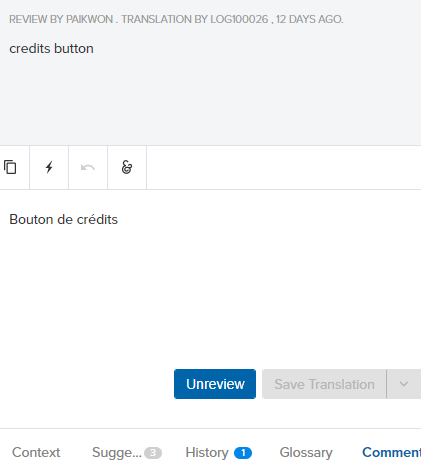 REVIEW BY PAIKWON . TRANSLATION BY LOG100026 , 12 DAYS AGO.
credits button
Bouton de crédits
Unreview Save Translation
Context Sugge... 3 History 1 Glossary Comment